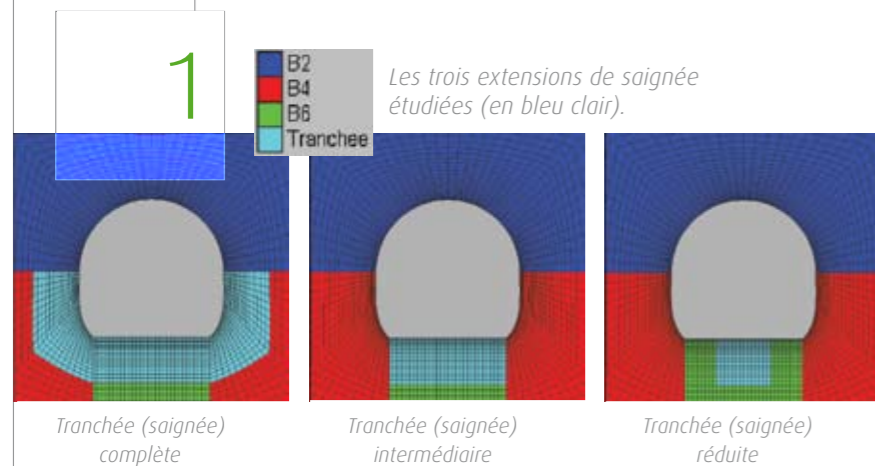 1
B2
B4
B6
Tranchee
Les trois extensions de saignée
étudiées (en bleu clair).
Tranchée (saignée)
complète
Tranchée (saignée)
intermédiaire
Tranchée (saignée)
réduite